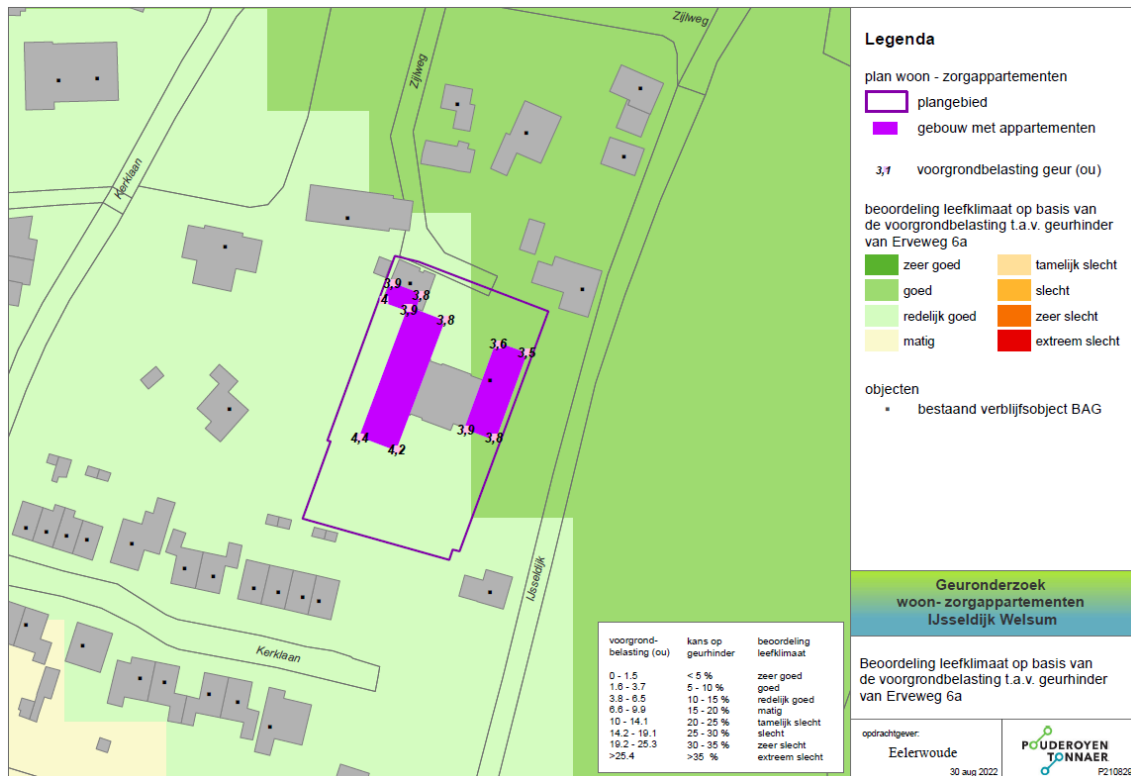 Zijlweg
Zijlweg
Kerklaan
3,9
3,8
4
3,9
3,8
3,6
3,5
4,4
4,2
3,9
3,8
IJsseldijk
Kerklaan
voorgrond-
belasting (ou)
kans op
geurhinder
beoordeling
leefklimaat
0 - 1.5 < 5 % zeer goed
1.6 - 3.7 5 - 10 % goed
3.8 - 6.5 10 - 15 % redelijk goed
6.6 - 9.9 15 - 20 % matig
10 - 14.1 20 - 25 % tamelijk slecht
14.2 - 19.1 25 - 30 % slecht
19.2 - 25.3 30 - 35 % zeer slecht
>25.4 >35 % extreem slecht
Legenda
plan woon - zorgappartementen
plangebied
gebouw met appartementen
3,1 voorgrondbelasting geur (ou)
beoordeling leefklimaat op basis van
de voorgrondbelasting t.a.v. geurhinder
van Erveweg 6a
zeer goed tamelijk slecht
goed slecht
redelijk goed zeer slecht
matig extreem slecht
objecten
bestaand verblijfsobject BAG
Geuronderzoek
woon- zorgappartementen
IJsseldijk Welsum
Beoordeling leefklimaat op basis van
de voorgrondbelasting t.a.v. geurhinder
van Erveweg 6a
opdrachtgever:
Eelerwoude
30 aug 2022
POUDEROYEN
TONNAER
P210829